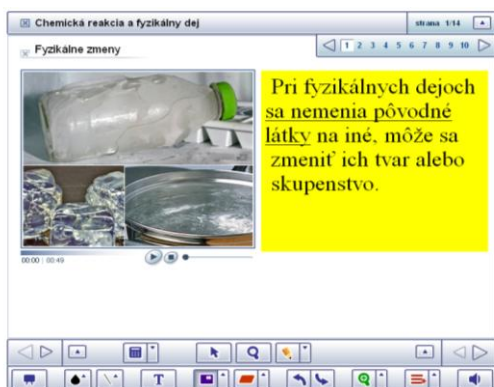 Chemická reakcia a fyzikálny dej
strana 1/14
Fyzikálne zmeny
1 2 3 4 5 6 7 8 9 10
Pri fyzikálnych dejoch
sa nemenia pôvodné
látky na iné, môže sa
zmeniť ich tvar alebo
skupenstvo.
00:00 | 00:49
T